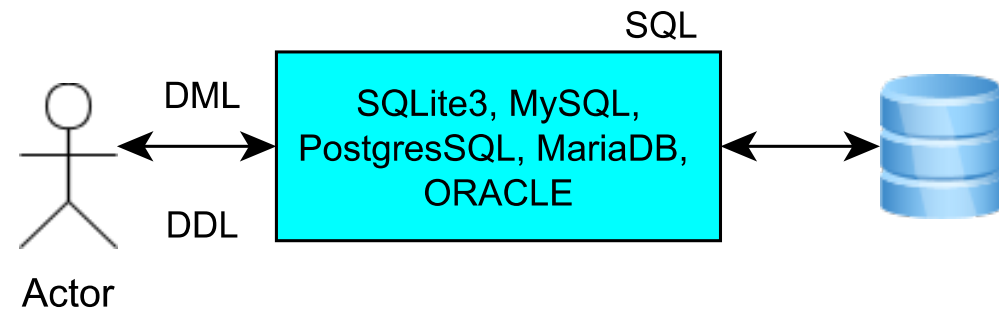 SQL
DML
SQLite3, MySQL,
PostgresSQL, MariaDB,
ORACLE
DDL
Actor